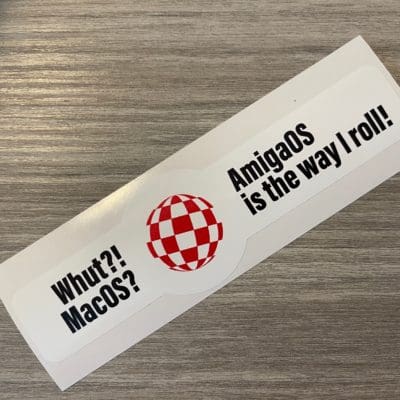 Whut?!
MacOS?
AmigaOS
is the way I roll!